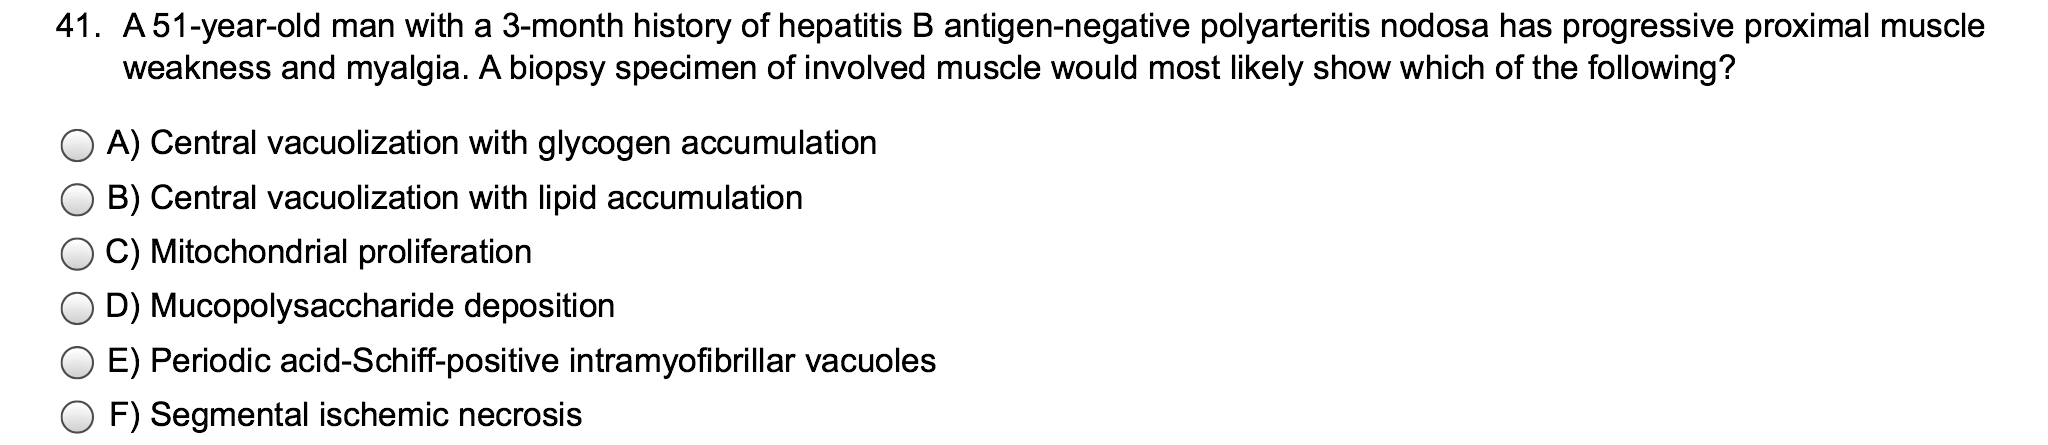 41. A 51-year-old man with a 3-month history of hepatitis B antigen-negative polyarteritis nodosa has progressive proximal muscle
weakness and myalgia. A biopsy specimen of involved muscle would most likely show which of the following?
A) Central vacuolization with glycogen accumulation
B) Central vacuolization with lipid accumulation
C) Mitochondrial proliferation
D) Mucopolysaccharide deposition
E) Periodic acid-Schiff-positive intramyofibrillar vacuoles
F) Segmental ischemic necrosis